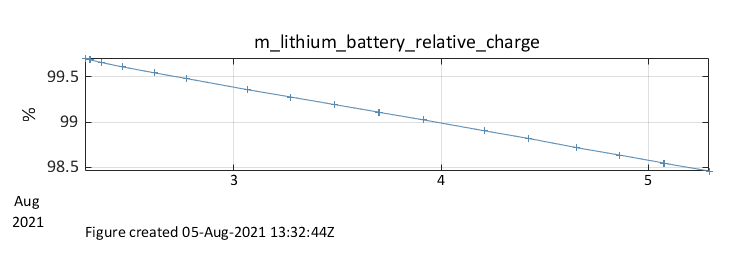 m_lithium_battery_relative_charge
99.5
99
98.5
%
3
4
5
Aug
2021
Figure created 05-Aug-2021 13:32:44Z